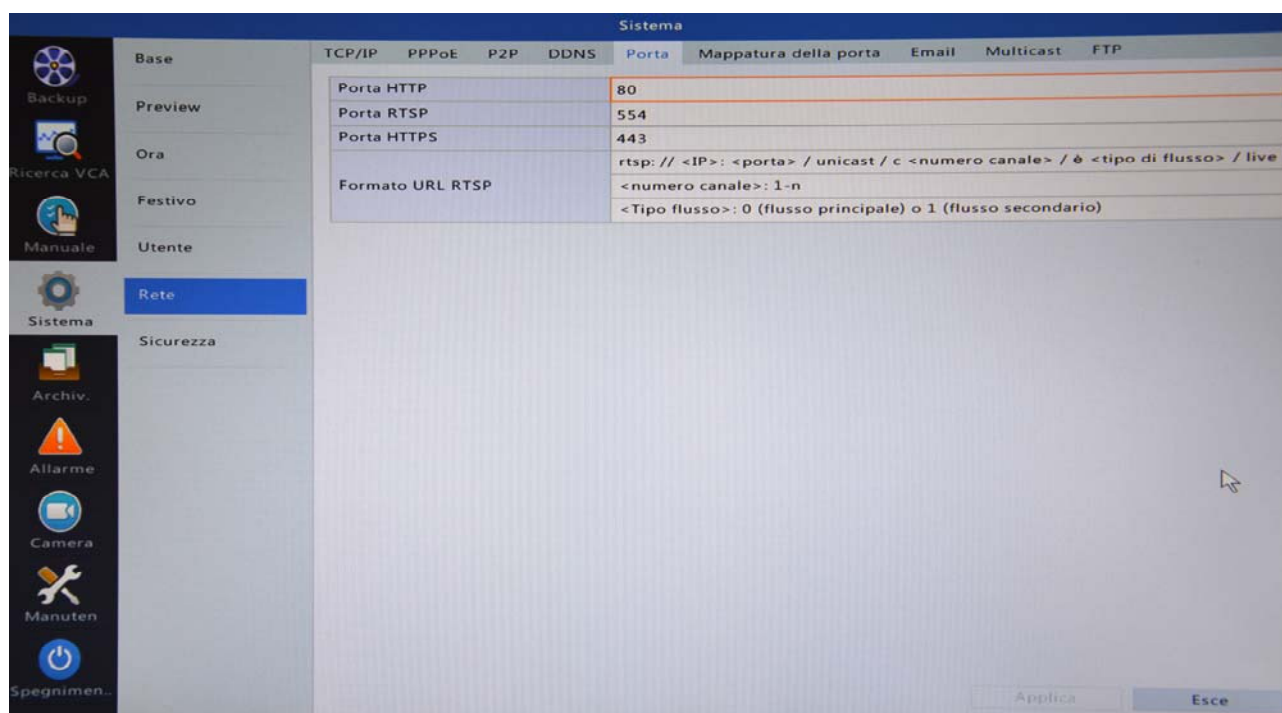 Sistema
Backup
Ricerca VCA
Manuale
Sistema
Archiv.
Allarme
Camera
Manuten
Spegnimen..
Base
Preview
Ora
Festivo
Utente
Rete
Sicurezza
TCP/IP PPPoE P2P DDNS Porta Mappatura della porta Email Multicast FTP
Porta HTTP 80
Porta RTSP 554
Porta HTTPS 443
Formato URL RTSP
rtsp: // <IP>: <porta> / unicast / c <numero canale> / è <tipo di flusso> / live
<numero canale>: 1-n
<Tipo flusso>: 0 (flusso principale) o 1 (flusso secondario)
Applica Esce